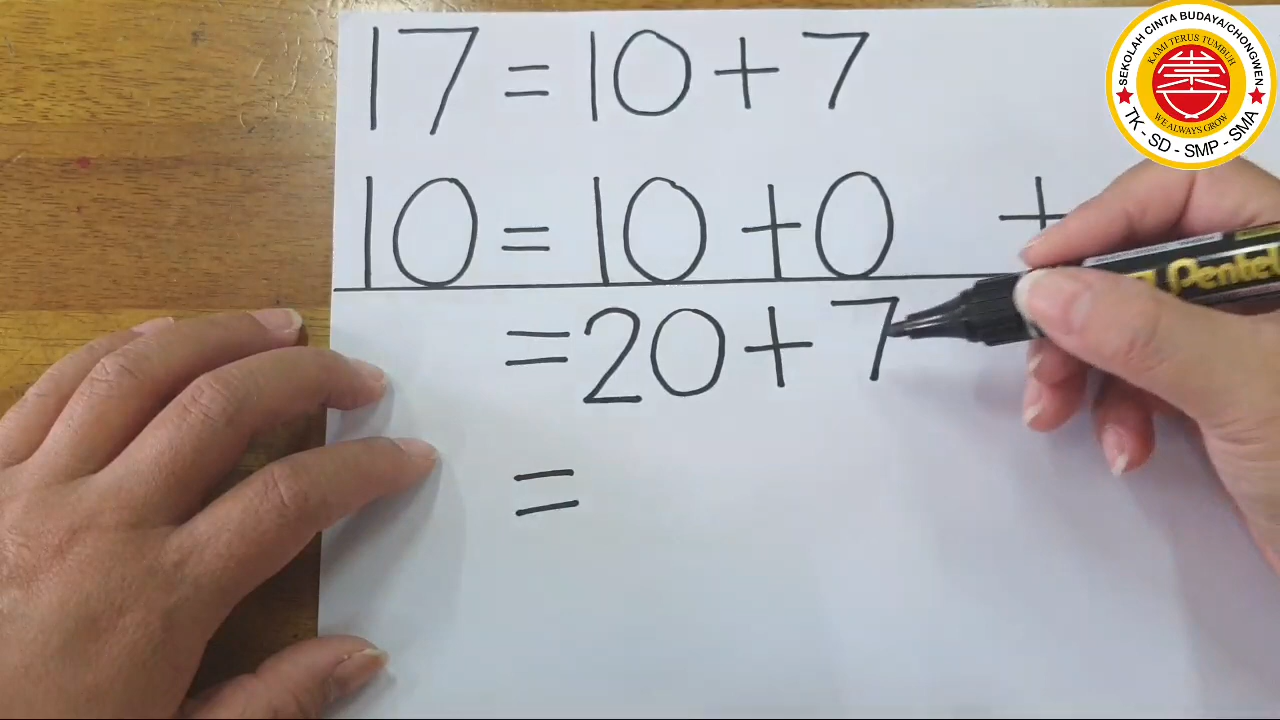 17 = 10 + 7
10 = 10 + 0 +
= 20 + 7
=
SEKOLAH CINTA BUDAYA/CHONGWEN
KAMI TERUS TUMBUH
WE ALWAYS GROW
TK - SD - SMP - SMA
Pentel